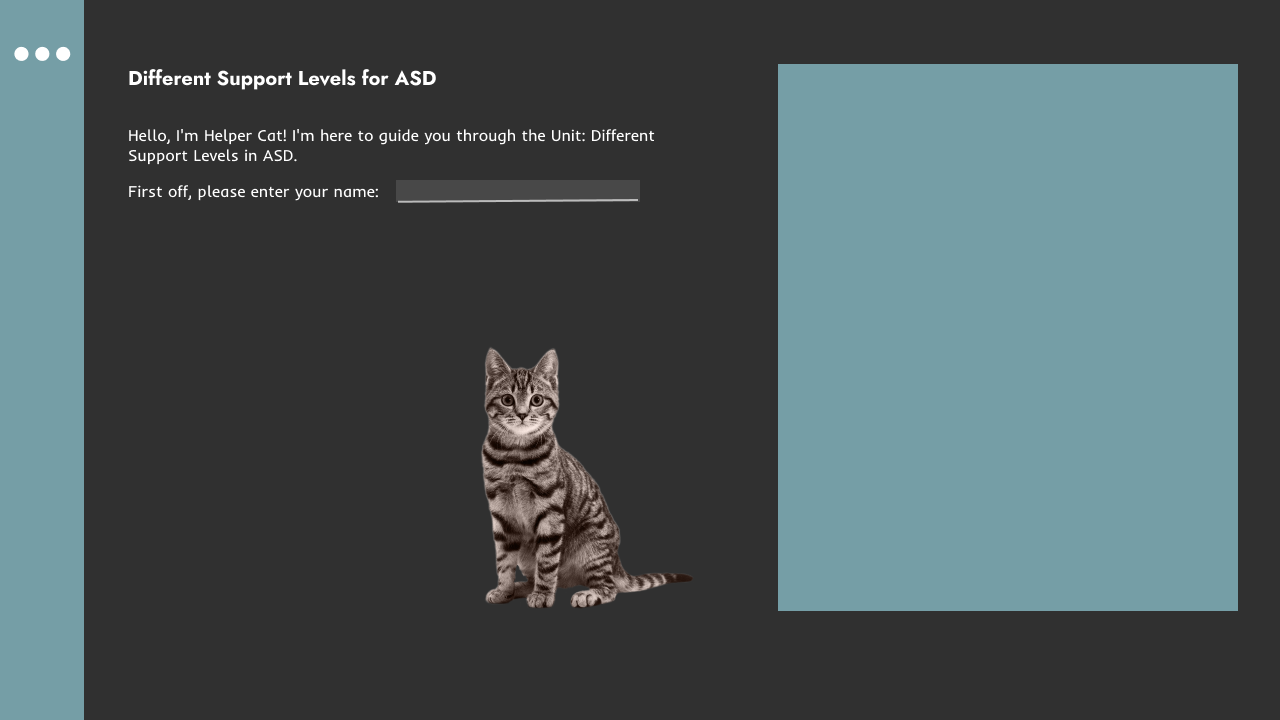 Different Support Levels for ASD
Hello, I'm Helper Cat! I'm here to guide you through the Unit: Different
Support Levels in ASD.
First off, please enter your name: